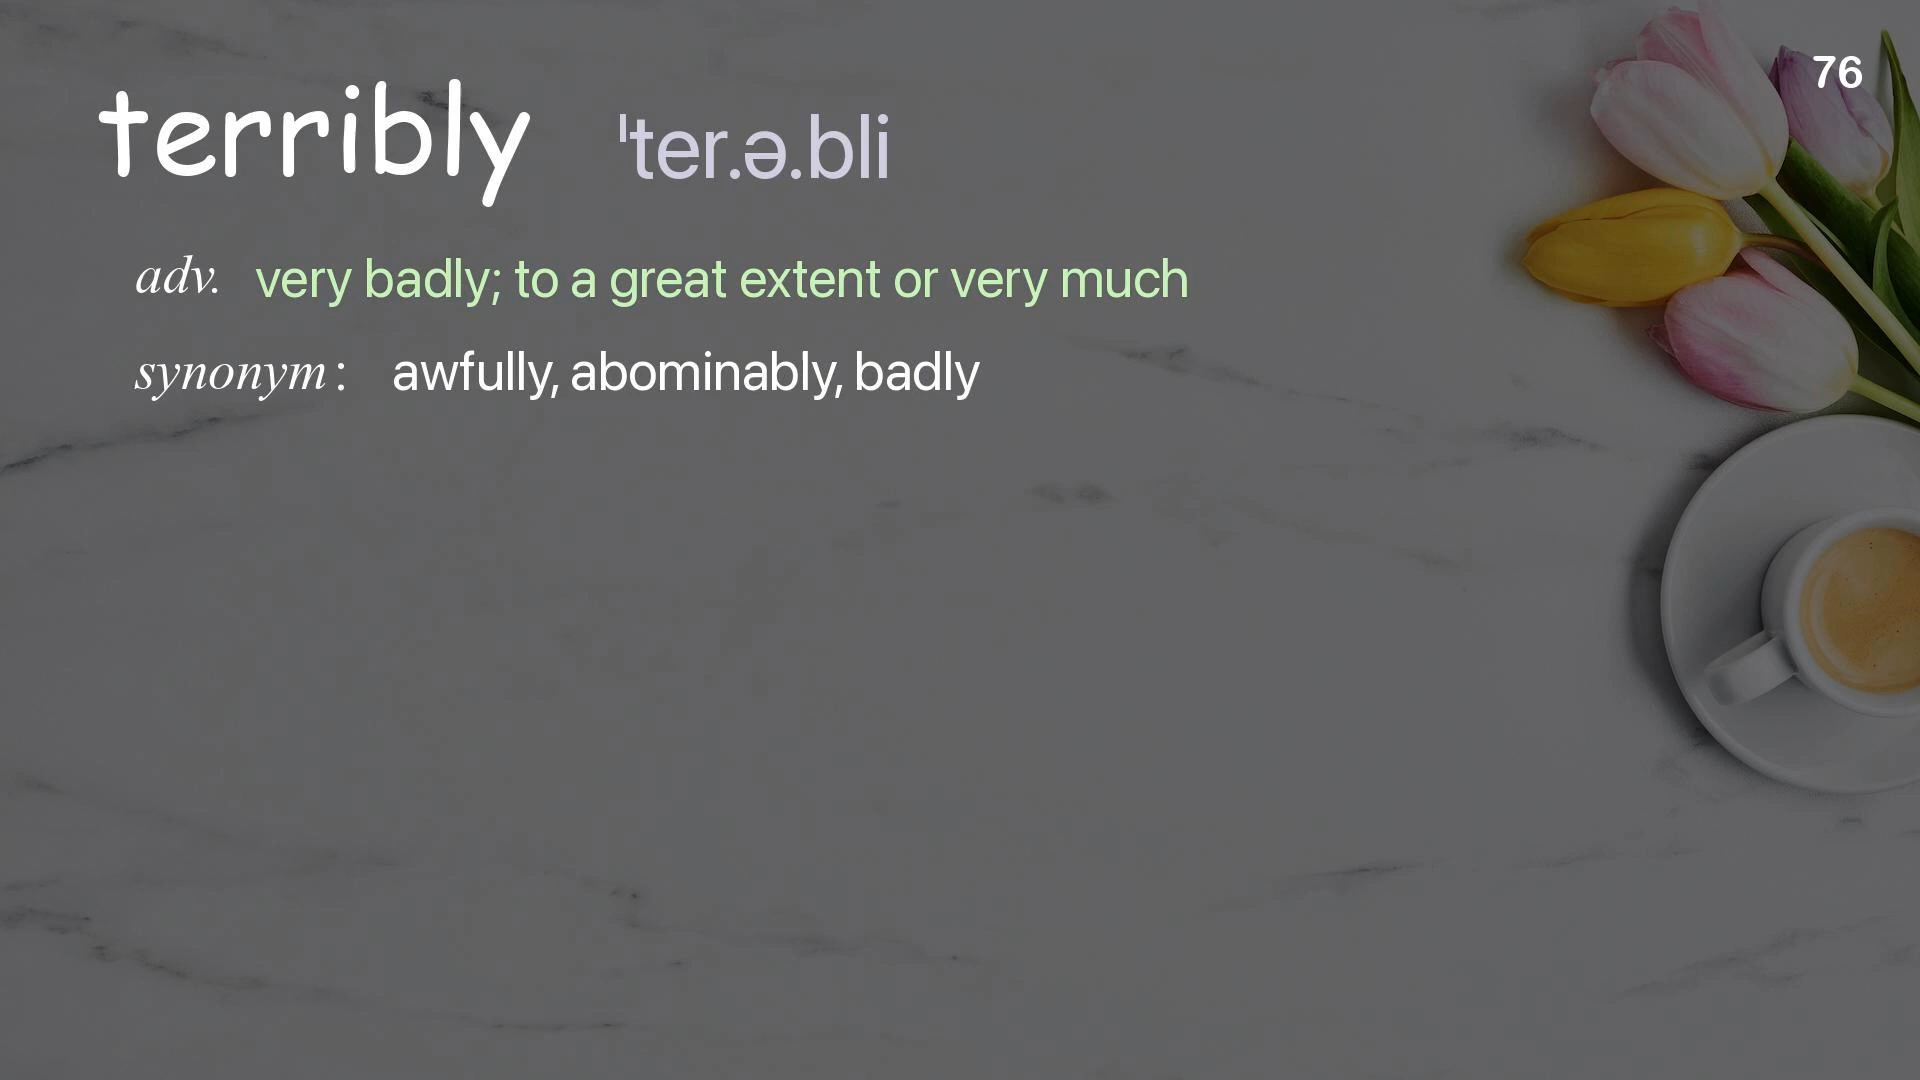 76
terribly ˈter.ə.bli
adv. very badly; to a great extent or very much
synonym : awfully, abominably, badly